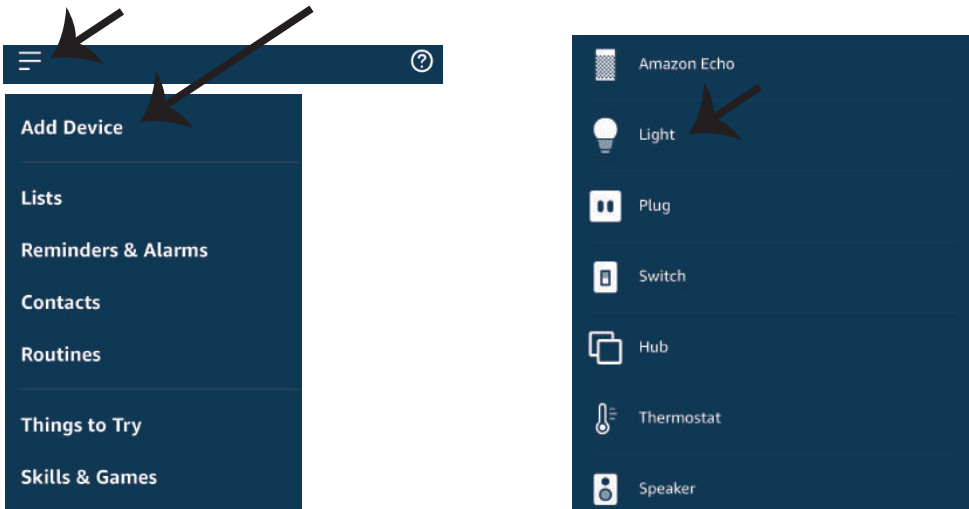 ?
Add Device
Lists
Reminders & Alarms
Contacts
Routines
Things to Try
Skills & Games
Amazon Echo
Light
Plug
Switch
Hub
Thermostat
Speaker